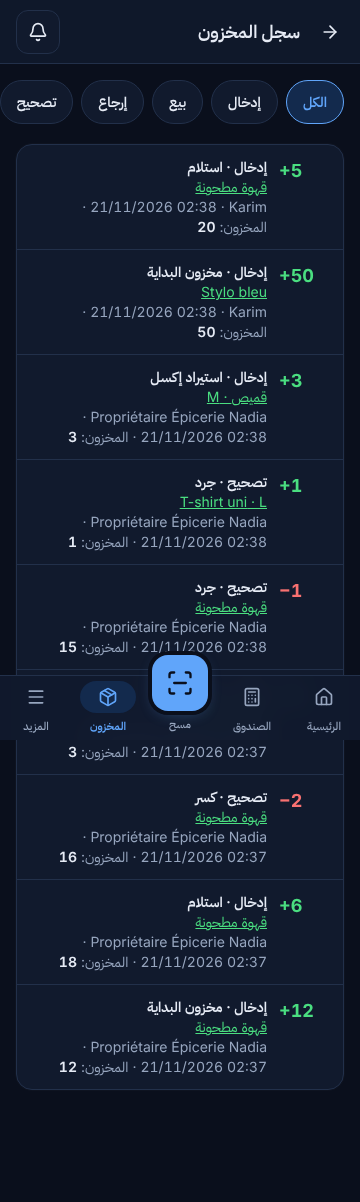 سجل المخزون
الكل
إدخال
بيع
إرجاع
تصحيح
+5
إدخال · استلام
قهوة مطحونة
Karim · 21/11/2026 02:38 ·
المخزون: 20
+50
إدخال · مخزون البداية
Stylo bleu
Karim · 21/11/2026 02:38 ·
المخزون: 50
+3
إدخال · استيراد إكسل
قميص · M
Propriétaire Épicerie Nadia ·
21/11/2026 02:38 · المخزون: 3
+1
تصحيح · جرد
T-shirt uni · L
Propriétaire Épicerie Nadia ·
21/11/2026 02:38 · المخزون: 1
−1
تصحيح · جرد
قهوة مطحونة
Propriétaire Épicerie Nadia ·
21/11/2026 02:38 · المخزون: 15
الرئيسية
الصندوق
مسح
المخزون
المزيد
21/11/2026 02:37 · المخزون: 3
−2
تصحيح · كسر
قهوة مطحونة
Propriétaire Épicerie Nadia ·
21/11/2026 02:37 · المخزون: 16
+6
إدخال · استلام
قهوة مطحونة
Propriétaire Épicerie Nadia ·
21/11/2026 02:37 · المخزون: 18
+12
إدخال · مخزون البداية
قهوة مطحونة
Propriétaire Épicerie Nadia ·
21/11/2026 02:37 · المخزون: 12